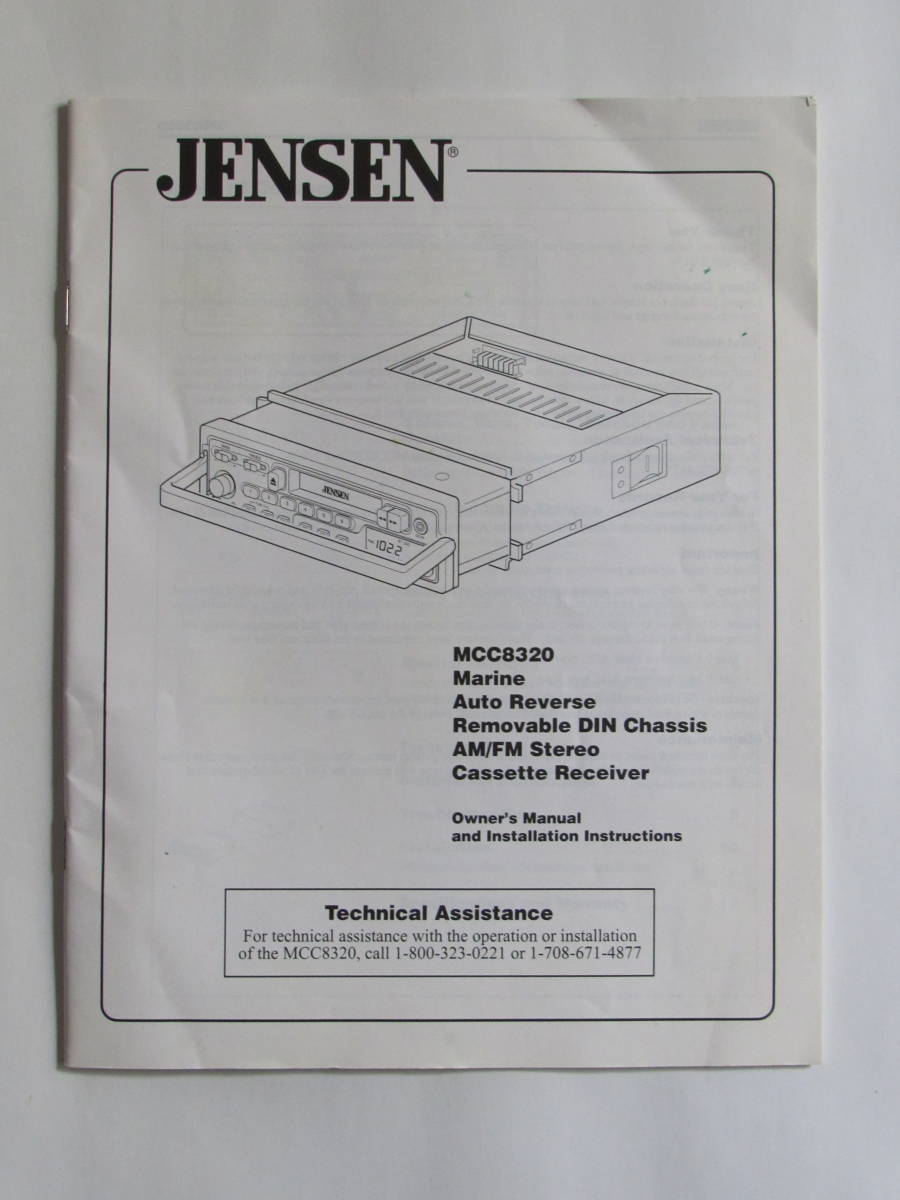 JENSEN®
JENSEN
102.2
MCC8320
Marine
Auto Reverse
Removable DIN Chassis
AM/FM Stereo
Cassette Receiver
Owner's Manual
and Installation Instructions
Technical Assistance
For technical assistance with the operation or installation
of the MCC8320, call 1-800-323-0221 or 1-708-671-4877